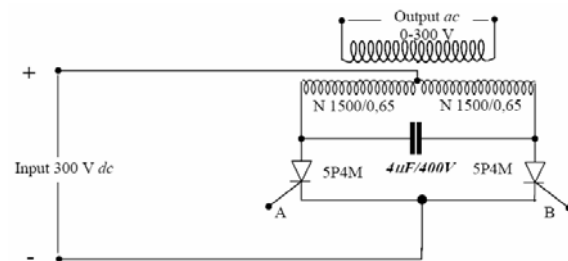 Output ac
0-300 V
+
N 1500/0,65 N 1500/0,65
Input 300 V dc
5P4M 4uF/400V 5P4M
A B
-